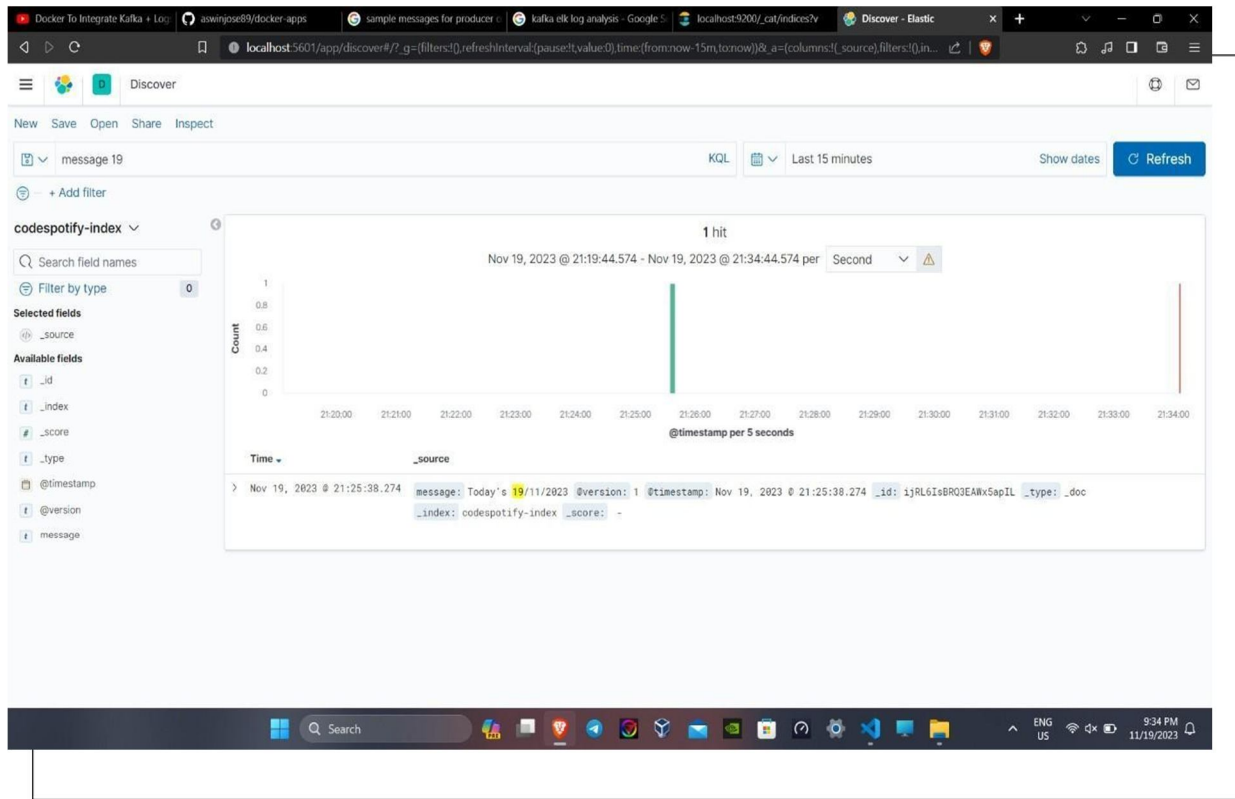 Docker To Integrate Kafka + Log
aswinjose89/docker-apps
sample messages for producer o
kafka elk log analysis - Google Se
localhost:9200/_cat/indices?v
Discover - Elastic
localhost:5601/app/discover#/?_g=(filters:!(),refreshInterval:(pause:!t,value:0),time:(from:now-15m,to:now))&_a=(columns:!(_source),filters:!(),in...
D Discover
New Save Open Share Inspect
message 19 KQL Last 15 minutes Show dates Refresh
+ Add filter
codespotify-index
1 hit
Search field names
Nov 19, 2023 @ 21:19:44.574 - Nov 19, 2023 @ 21:34:44.574 per Second
Filter by type 0
Selected fields
_source
Available fields
t _id
t _index
# _score
t _type
@timestamp
t @version
t message
Count
1
0.8
0.6
0.4
0.2
0
21:20:00 21:21:00 21:22:00 21:23:00 21:24:00 21:25:00 21:26:00 21:27:00 21:28:00 21:29:00 21:30:00 21:31:00 21:32:00 21:33:00 21:34:00
@timestamp per 5 seconds
Time _source
Nov 19, 2023 @ 21:25:38.274 message: Today's 19/11/2023 @version: 1 @timestamp: Nov 19, 2023 @ 21:25:38.274 _id: ijRL6IsBRQ3EAWx5apIL _type: _doc
_index: codespotify-index _score: -
Search
PRE
ENG
US
9:34 PM
11/19/2023